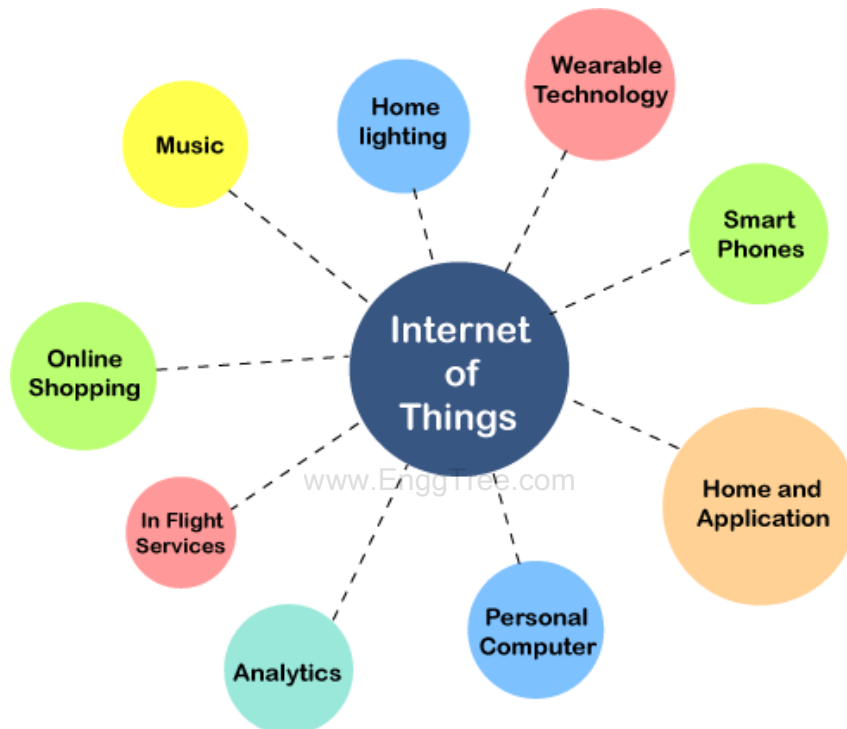 Wearable
Technology
Home
lighting
Music
Smart
Phones
Internet
of
Things
Online
Shopping
www.EnggTree.com
Home and
Application
In Flight
Services
Personal
Computer
Analytics